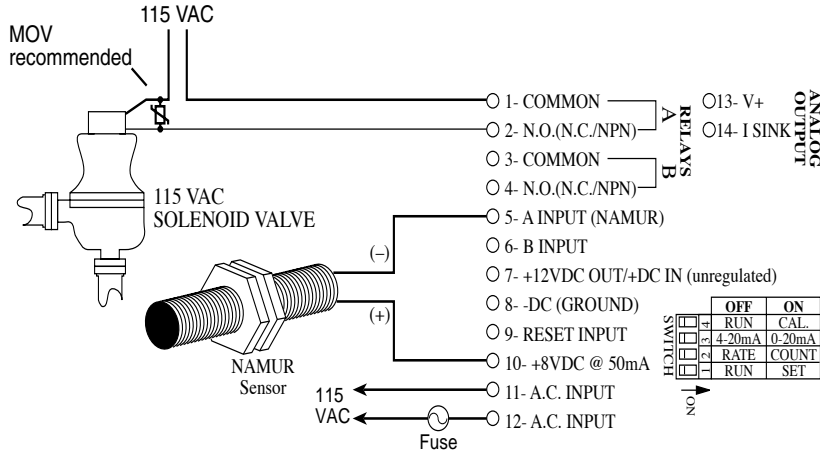 115 VAC
MOV
recommended
1- COMMON
2- N.O.(N.C./NPN)
A
3- COMMON
4- N.O.(N.C./NPN)
B
RELAYS
13- V+
14- I SINK
ANALOG
OUTPUT
115 VAC
SOLENOID VALVE
5- A INPUT (NAMUR)
(–)
6- B INPUT
7- +12VDC OUT/+DC IN (unregulated)
8- -DC (GROUND)
(+)
9- RESET INPUT
10- +8VDC @ 50mA
NAMUR
Sensor
11- A.C. INPUT
12- A.C. INPUT
115
VAC
Fuse
SWITCH
OFF ON
4 RUN CAL.
3 4-20mA 0-20mA
2 RATE COUNT
1 RUN SET
ON